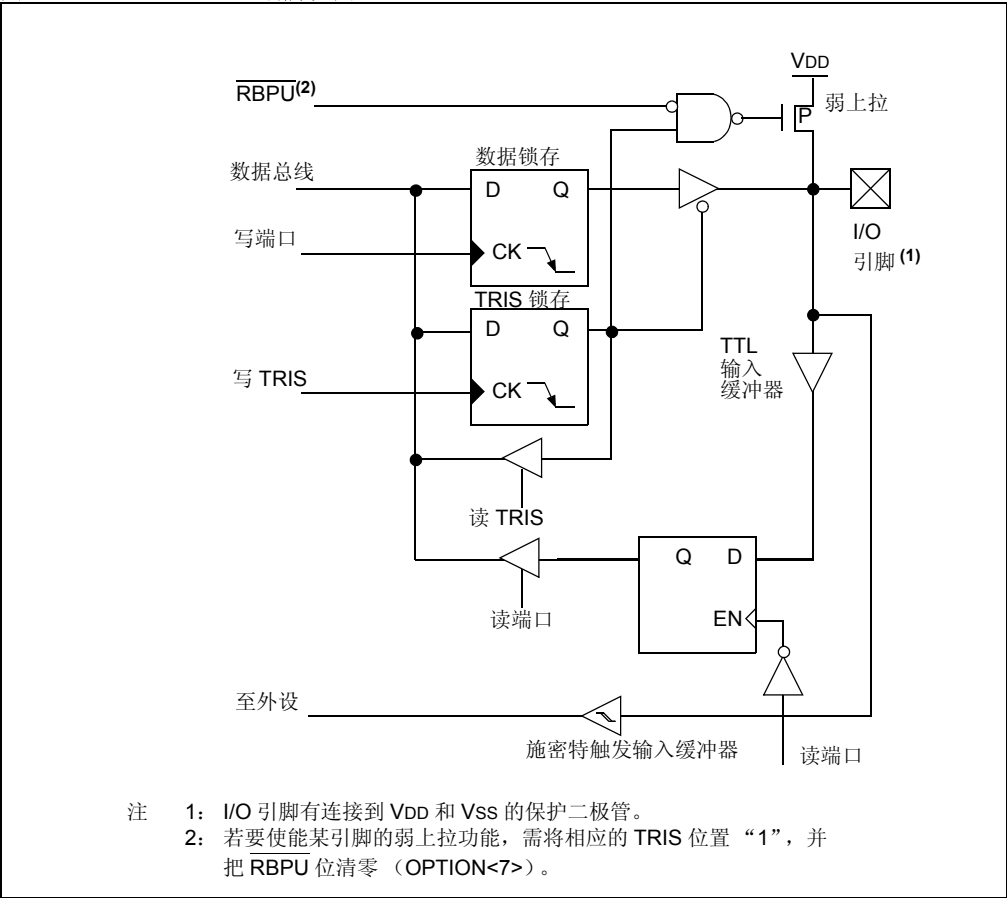 VDD
RBPU(2)
弱上拉
P
数据锁存
数据总线
D Q
I/O
引脚 (1)
写端口
CK
TRIS 锁存
D Q
TTL
输入
缓冲器
写 TRIS
CK
读 TRIS
Q D
读端口
EN
至外设
施密特触发输入缓冲器
读端口
注 1： I/O 引脚有连接到 VDD 和 VSS 的保护二极管。
2： 若要使能某引脚的弱上拉功能，需将相应的 TRIS 位置 “1”，并
把 RBPU 位清零 （OPTION<7>）。